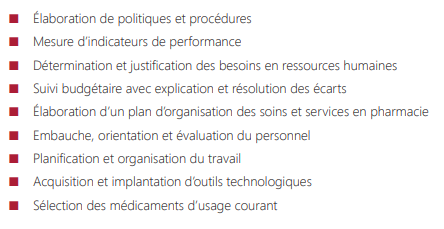 Élaboration de politiques et procédures
Mesure d'indicateurs de performance
Détermination et justification des besoins en ressources humaines
Suivi budgétaire avec explication et résolution des écarts
Élaboration d'un plan d'organisation des soins et services en pharmacie
Embauche, orientation et évaluation du personnel
Planification et organisation du travail
Acquisition et implantation d'outils technologiques
Sélection des médicaments d'usage courant